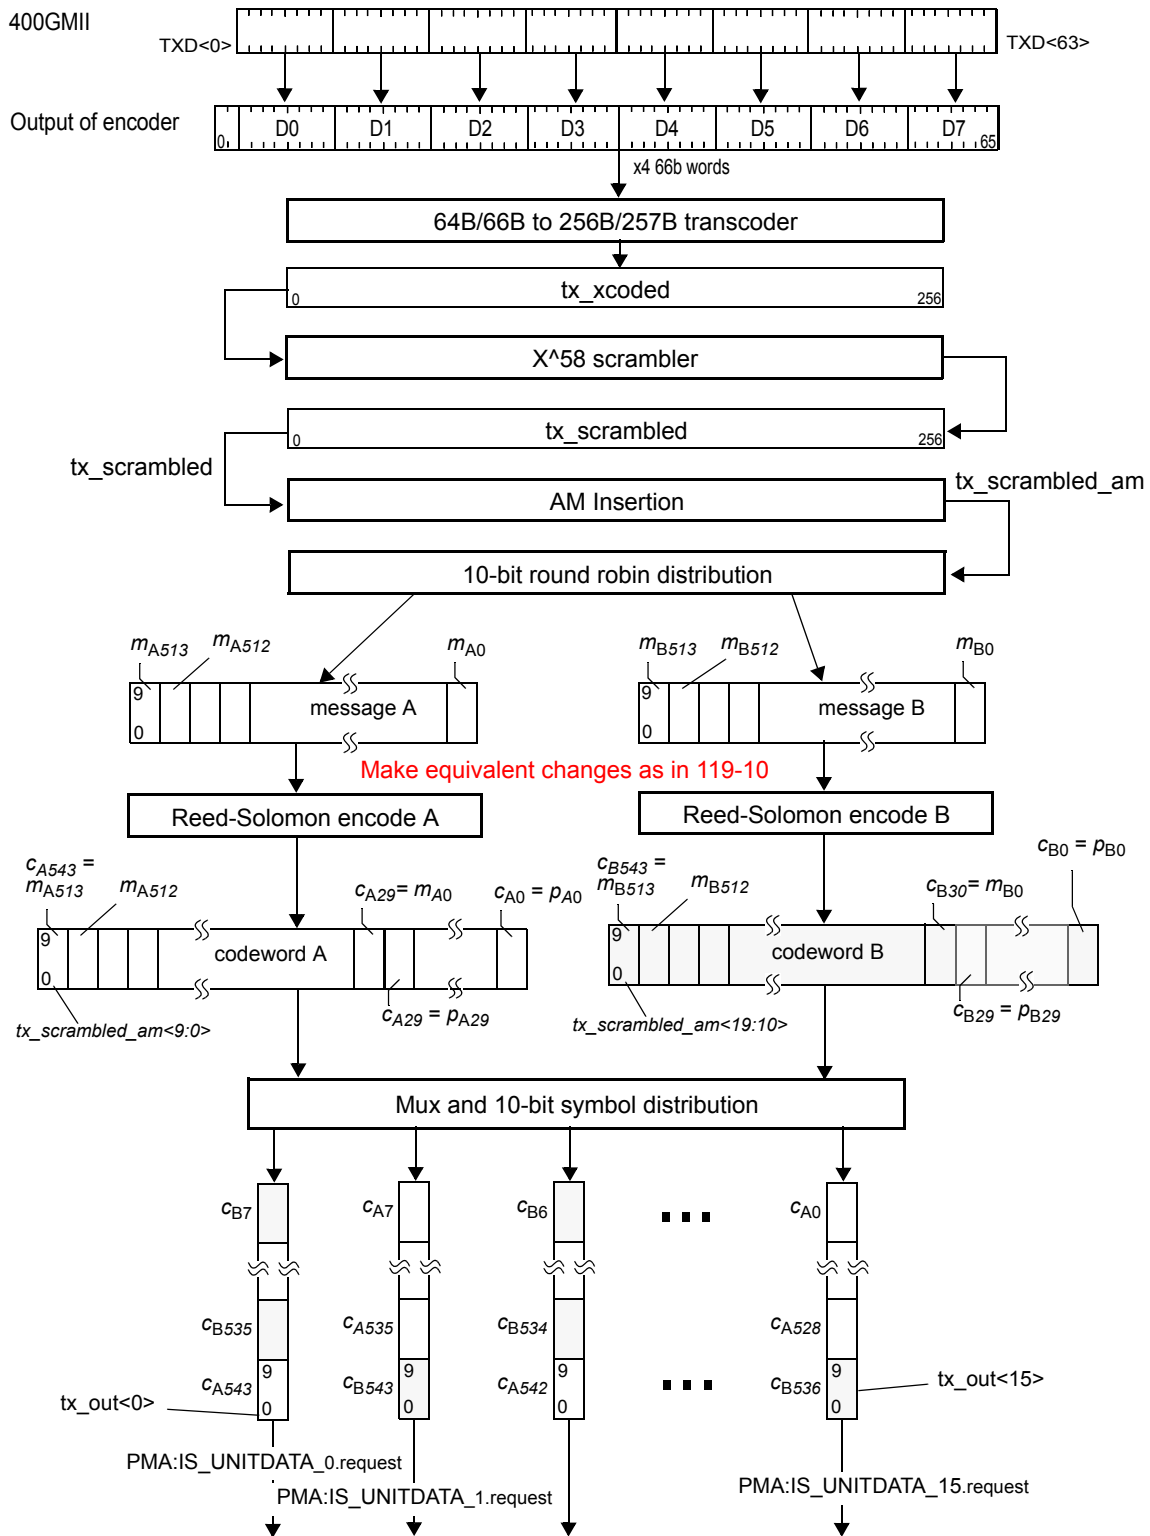 400GMII
TXD<0>
TXD<63>
Output of encoder
0
D0
D1
D2
D3
D4
D5
D6
D7
65
x4 66b words
64B/66B to 256B/257B transcoder
0
tx_xcoded
256
X^58 scrambler
0
tx_scrambled
256
tx_scrambled
tx_scrambled_am
AM Insertion
10-bit round robin distribution
mA513
mA512
mA0
mB513
mB512
mB0
9
message A
0
9
message B
0
Make equivalent changes as in 119-10
Reed-Solomon encode A
Reed-Solomon encode B
cA543 =
mA513
mA512
cA29= mA0
cA0 = pA0
cB543 =
mB513
mB512
cB30= mB0
cB0 = pB0
9
codeword A
0
9
codeword B
0
tx_scrambled_am<9:0>
cA29 = pA29
tx_scrambled_am<19:10>
cB29 = pB29
Mux and 10-bit symbol distribution
cB7
cA7
cB6
cA0
cB535
cA535
cB534
cA528
cA543
9
0
cB543
9
0
cA542
9
0
cB536
9
0
tx_out<0>
tx_out<15>
PMA:IS_UNITDATA_0.request
PMA:IS_UNITDATA_1.request
PMA:IS_UNITDATA_15.request